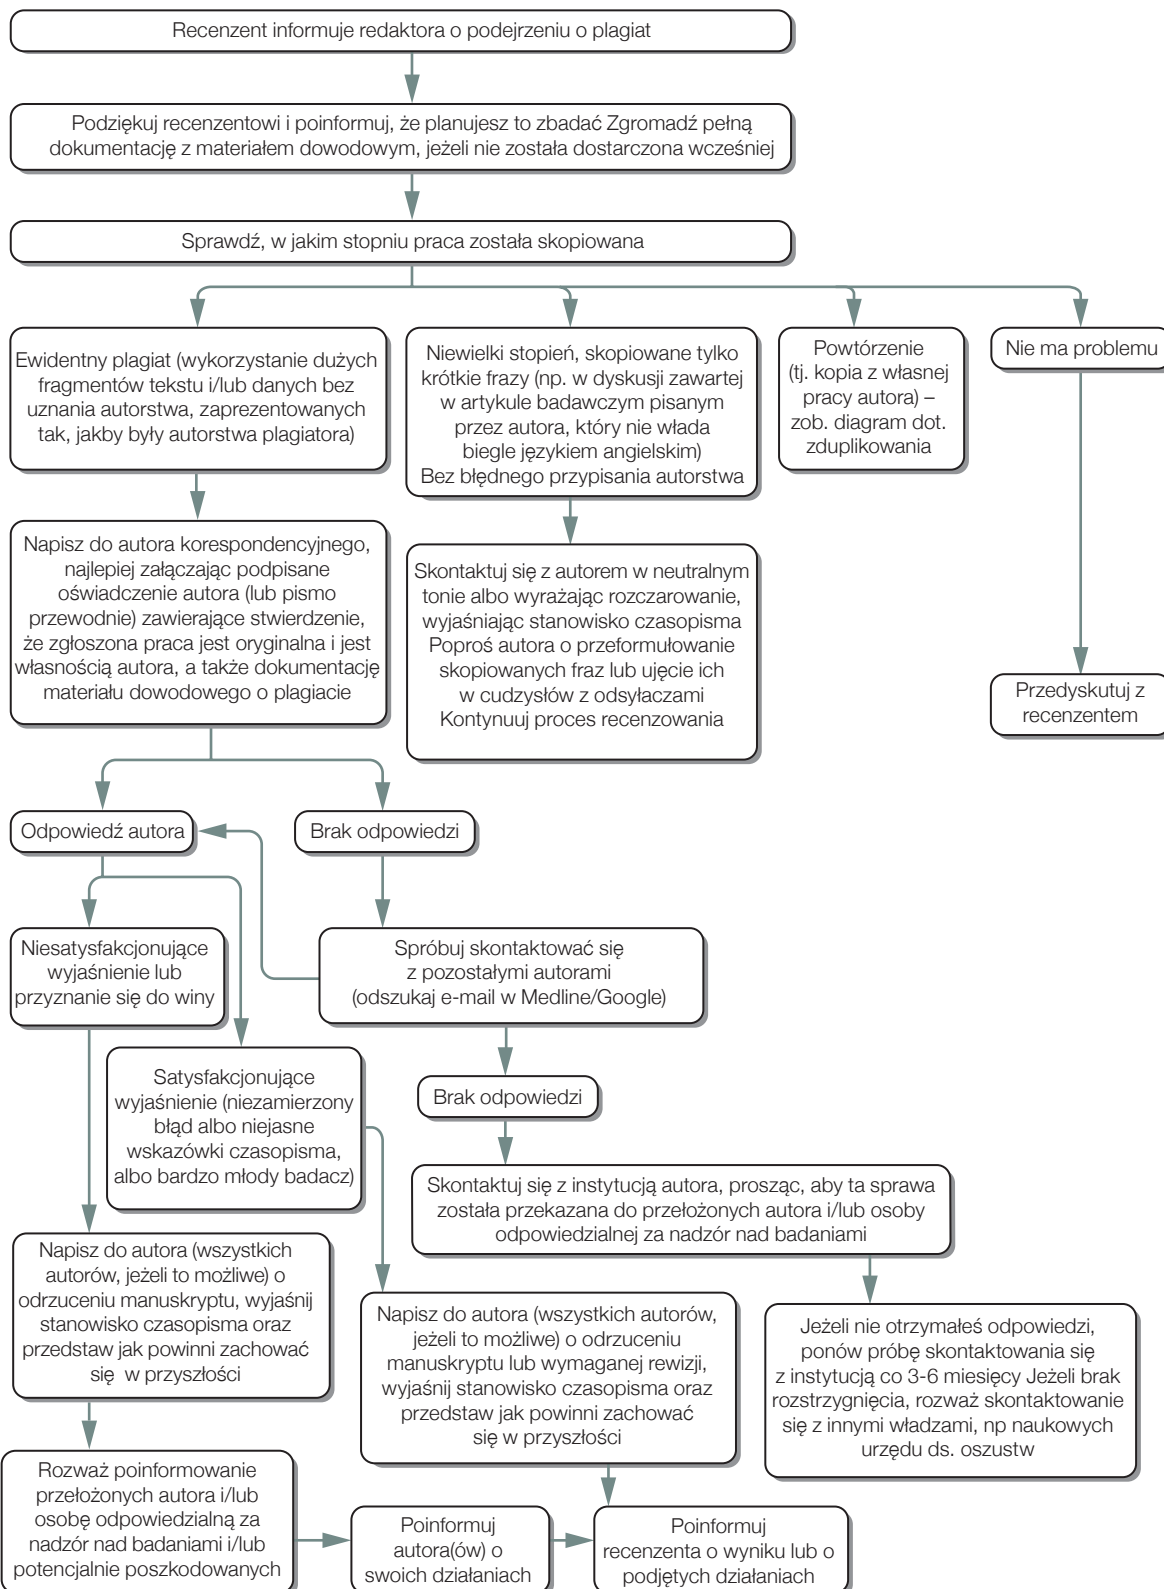 Recenzent informuje redaktora o podejrzeniu o plagiat
Podziękuj recenzentowi i poinformuj, że planujesz to zbadać Zgromadź pełną
dokumentację z materiałem dowodowym, jeżeli nie została dostarczona wcześniej
Sprawdź, w jakim stopniu praca została skopiowana
Ewidentny plagiat (wykorzystanie dużych
fragmentów tekstu i/lub danych bez
uznania autorstwa, zaprezentowanych
tak, jakby były autorstwa plagiatora)
Niewielki stopień, skopiowane tylko
krótkie frazy (np. w dyskusji zawartej
w artykule badawczym pisanym
przez autora, który nie włada
biegle językiem angielskim)
Bez błędnego przypisania autorstwa
Powtórzenie
(tj. kopia z własnej
pracy autora) –
zob. diagram dot.
zduplikowania
Nie ma problemu
Napisz do autora korespondencyjnego,
najlepiej załączając podpisane
oświadczenie autora (lub pismo
przewodnie) zawierające stwierdzenie,
że zgłoszona praca jest oryginalna i jest
własnością autora, a także dokumentację
materiału dowodowego o plagiacie
Skontaktuj się z autorem w neutralnym
tonie albo wyrażając rozczarowanie,
wyjaśniając stanowisko czasopisma
Poproś autora o przeformułowanie
skopiowanych fraz lub ujęcie ich
w cudzysłów z odsyłaczami
Kontynuuj proces recenzowania
Przedyskutuj z
recenzentem
Odpowiedź autora
Brak odpowiedzi
Niesatysfakcjonujące
wyjaśnienie lub
przyznanie się do winy
Spróbuj skontaktować się
z pozostałymi autorami
(odszukaj e-mail w Medline/Google)
Satysfakcjonujące
wyjaśnienie (niezamierzony
błąd albo niejasne
wskazówki czasopisma,
albo bardzo młody badacz)
Brak odpowiedzi
Skontaktuj się z instytucją autora, prosząc, aby ta sprawa
została przekazana do przełożonych autora i/lub osoby
odpowiedzialnej za nadzór nad badaniami
Napisz do autora (wszystkich
autorów, jeżeli to możliwe) o
odrzuceniu manuskryptu, wyjaśnij
stanowisko czasopisma oraz
przedstaw jak powinni zachować
się w przyszłości
Napisz do autora (wszystkich autorów,
jeżeli to możliwe) o odrzuceniu
manuskryptu lub wymaganej rewizji,
wyjaśnij stanowisko czasopisma oraz
przedstaw jak powinni zachować
się w przyszłości
Jeżeli nie otrzymałeś odpowiedzi,
ponów próbę skontaktowania się
z instytucją co 3-6 miesięcy Jeżeli brak
rozstrzygnięcia, rozważ skontaktowanie
się z innymi władzami, np naukowych
urzędu ds. oszustw
Rozważ poinformowanie
przełożonych autora i/lub
osobę odpowiedzialną za
nadzór nad badaniami i/lub
potencjalnie poszkodowanych
Poinformuj
autora(ów) o
swoich działaniach
Poinformuj
recenzenta o wyniku lub o
podjętych działaniach